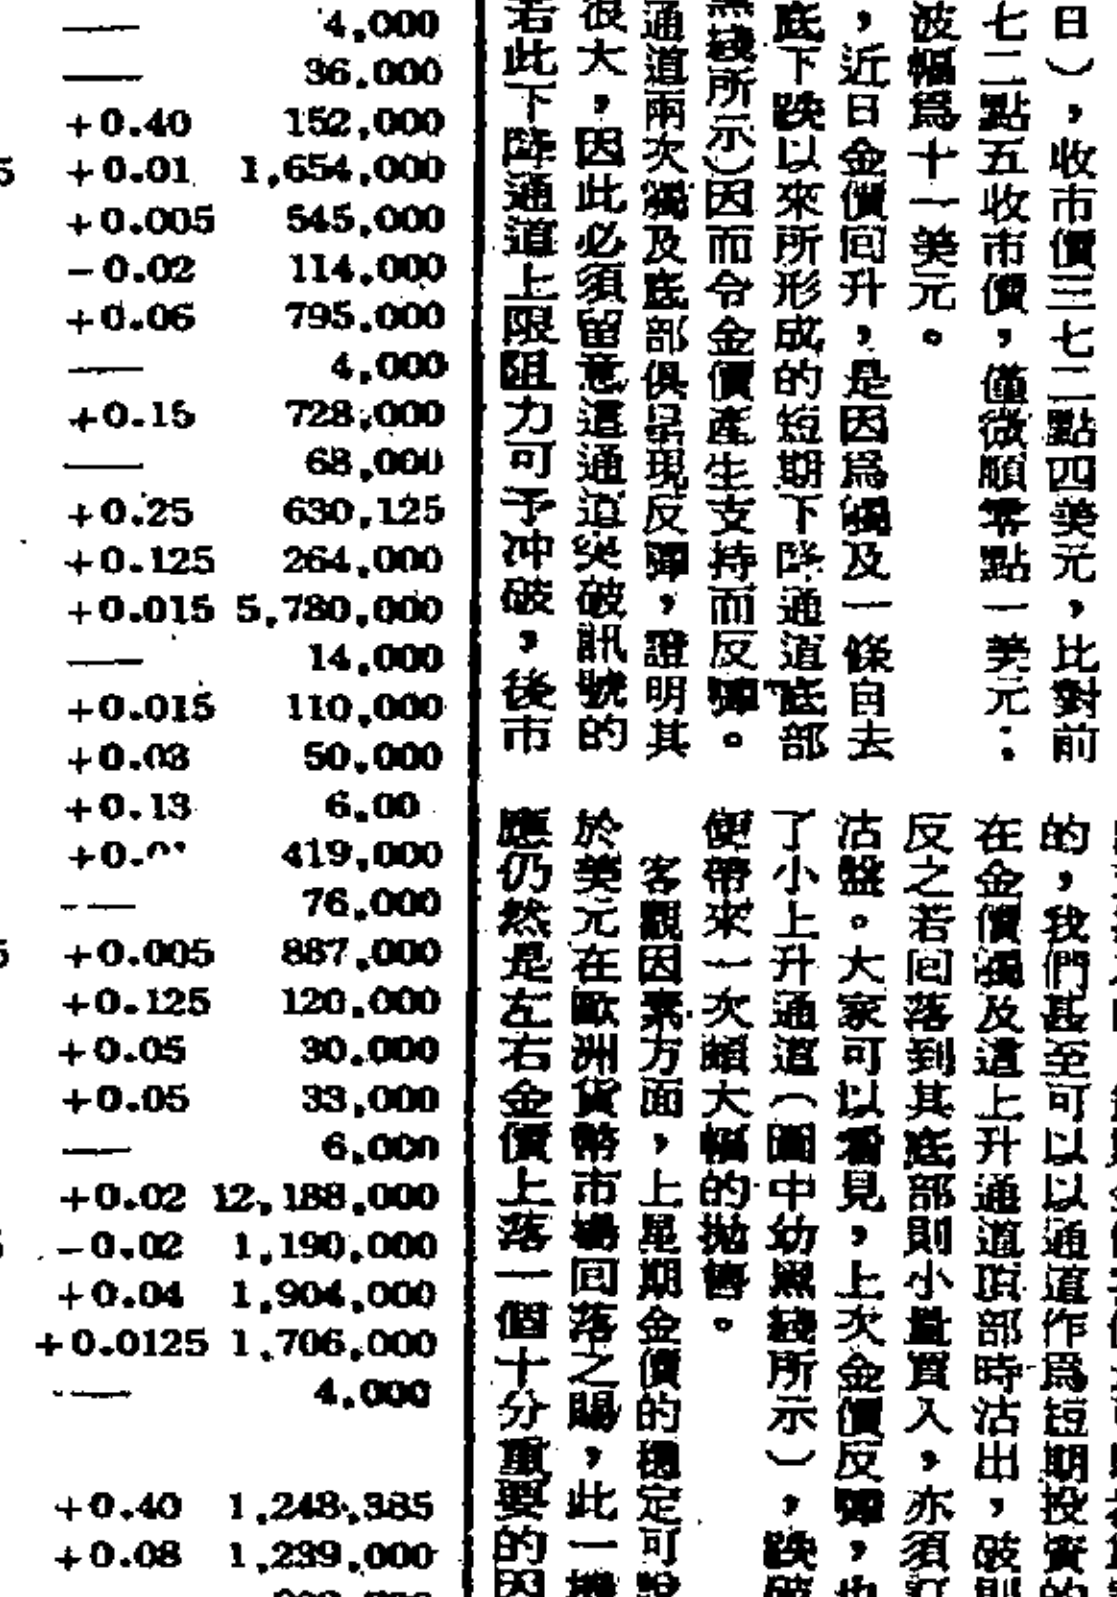 日），收市價三七二點四美元，比對前
七二點五收市價，僅微順零點一美元：
波幅爲十一美元。
，近日金價回升，是因爲觸及一條自去
底下跌以來所形成的短期下降通道底部
黑綫所示）因而令金價產生支持而反彈。
通道兩次觸及底部俱呈現反彈，證明其
很大，因此必須留意這通道突破訊號的
若此下降通道上限阻力可予冲破，後市
的，我們甚至可以以通道作爲短期投資的
在金價觸及這上升通道頂部時沽出，破則
反之若回落到其底部則小量買入，亦須
沽盤。大家可以看見，上次金價反彈，也
了小上升通道（圖中幼黑綫所示），跌破
便帶來一次頗大幅的拋售。
客觀因素方面，上星期金價的穩定可說
於美元在歐洲貨幣市場回落之賜，此一機
應仍然是左右金價上落一個十分重要的因
— 4,000
— 36,000
+0.40 152,000
5 +0.01 1,654,000
+0.005 545,000
-0.02 114,000
+0.06 795,000
— 4,000
+0.15 728,000
— 68,000
+0.25 630,125
+0.125 264,000
+0.015 5,780,000
— 14,000
+0.015 110,000
+0.03 50,000
+0.13 6.00
+0. 419,000
— 76,000
5 +0.005 887,000
+0.125 120,000
+0.05 30,000
+0.05 33,000
— 6,000
+0.02 12,188,000
-0.02 1,190,000
+0.04 1,904,000
+0.0125 1,706,000
— 4,000
+0.40 1,248,385
+0.08 1,239,000